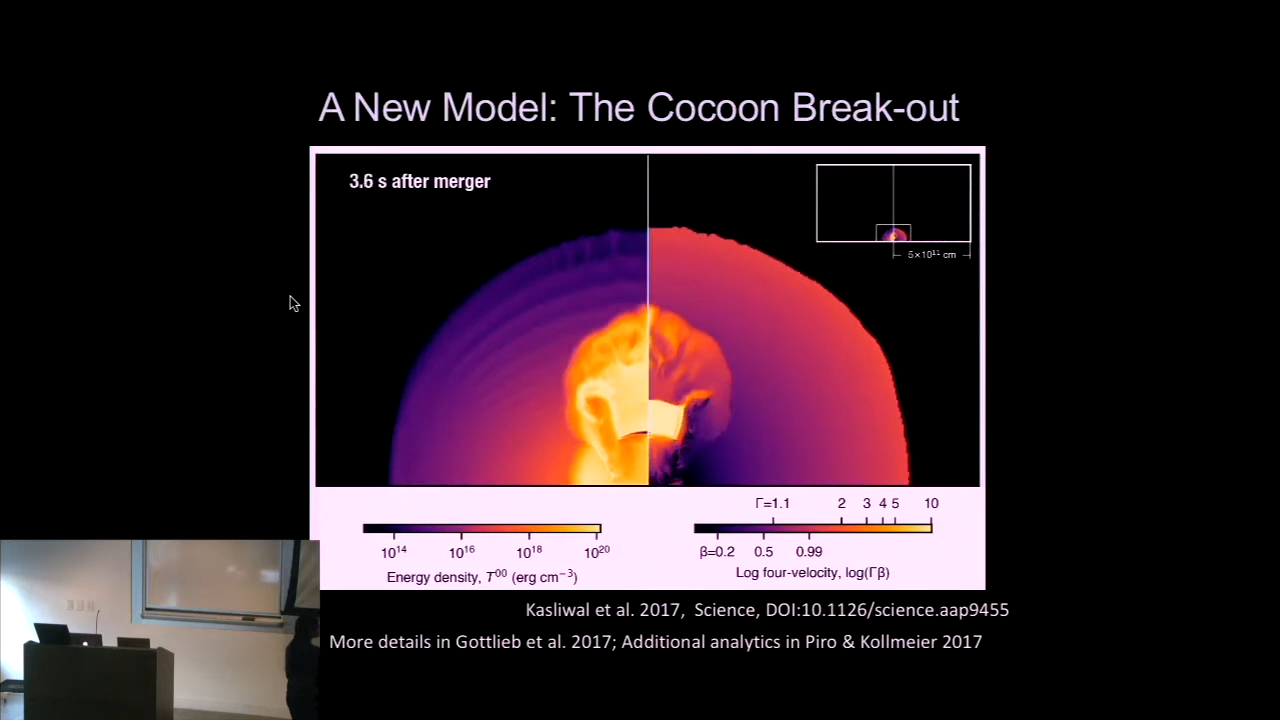 A New Model: The Cocoon Break-out
3.6 s after merger
5×10¹¹ cm
Γ=1.1 2 3 4 5 10
10¹⁴ 10¹⁶ 10¹⁸ 10²⁰
β=0.2 0.5 0.99
Energy density, T⁰⁰ (erg cm⁻³)
Log four-velocity, log(Γβ)
Kasliwal et al. 2017, Science, DOI:10.1126/science.aap9455
More details in Gottlieb et al. 2017; Additional analytics in Piro & Kollmeier 2017